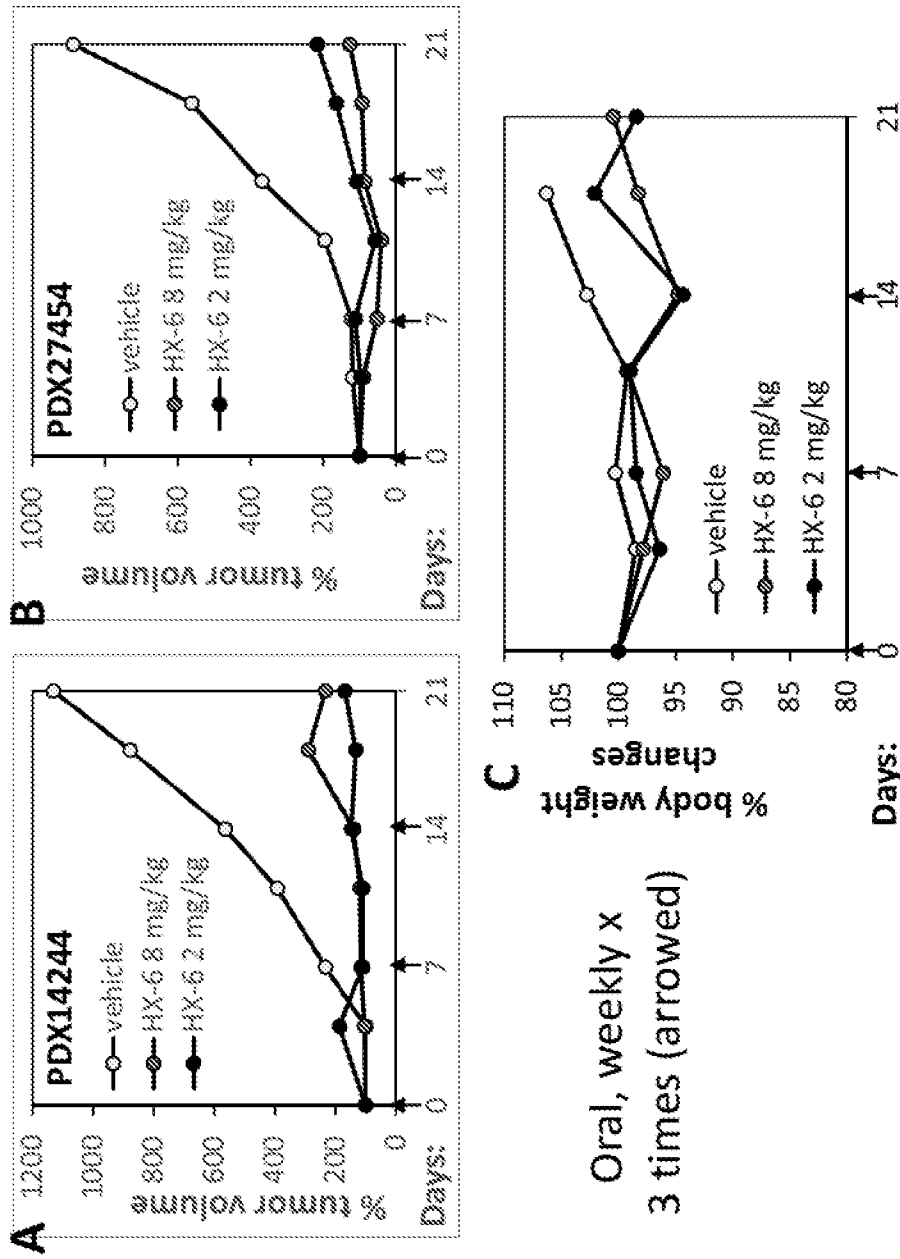 A
PDX14244
% tumor volume
1200
1000
800
600
400
200
0
vehicle
HX-6 8 mg/kg
HX-6 2 mg/kg
Days:
0
7
14
21
B
PDX27454
% tumor volume
1000
800
600
400
200
0
vehicle
HX-6 8 mg/kg
HX-6 2 mg/kg
Days:
0
7
14
21
Oral, weekly x
3 times (arrowed)
C
% body weight
changes
110
105
100
95
90
85
80
vehicle
HX-6 8 mg/kg
HX-6 2 mg/kg
Days:
0
7
14
21